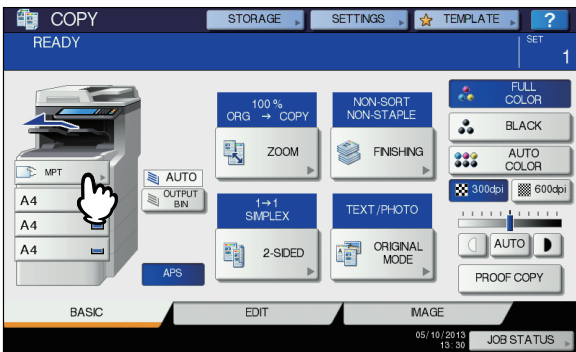 COPY
STORAGE
SETTINGS
TEMPLATE
?
READY
SET
1
MPT
A4
A4
A4
AUTO
OUTPUT
BIN
APS
100 %
ORG → COPY
ZOOM
NON-SORT
NON-STAPLE
FINISHING
1→1
SIMPLEX
2-SIDED
TEXT/PHOTO
ORIGINAL
MODE
FULL
COLOR
BLACK
AUTO
COLOR
300dpi
600dpi
AUTO
PROOF COPY
BASIC
EDIT
IMAGE
05/10/2013
13:30
JOB STATUS